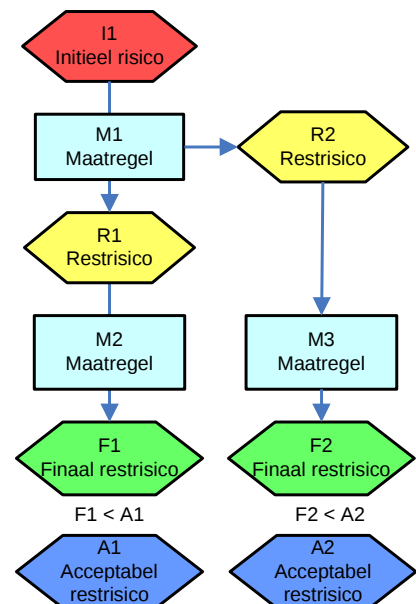 I1
Initieel risico
M1
Maatregel
R2
Restrisico
R1
Restrisico
M2
Maatregel
M3
Maatregel
F1
Finaal restrisico
F2
Finaal restrisico
F1 < A1
F2 < A2
A1
Acceptabel
restrisico
A2
Acceptabel
restrisico